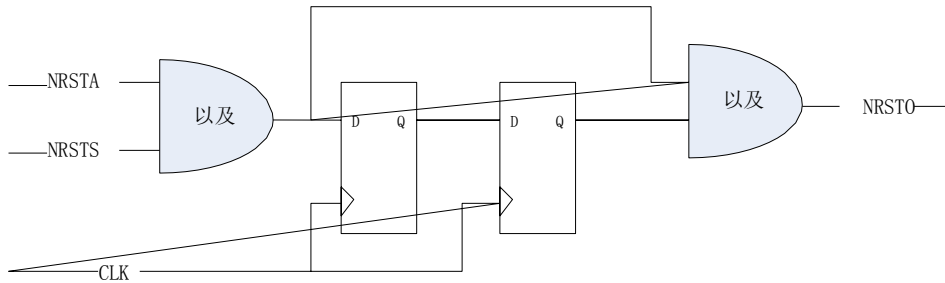 NRSTA
以及
以及
NRSTO
D Q
D Q
NRSTS
CLK